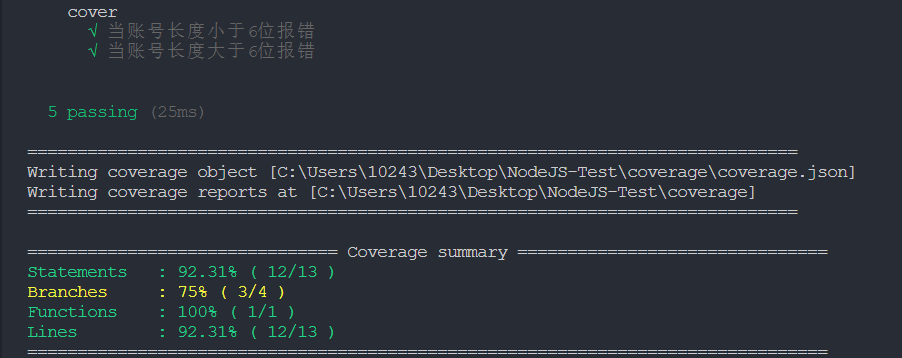 cover
√ 当账号长度小于6位报错
√ 当账号长度大于6位报错
5 passing (25ms)
=============================================================================
Writing coverage object [C:\Users\10243\Desktop\NodeJS-Test\coverage\coverage.json]
Writing coverage reports at [C:\Users\10243\Desktop\NodeJS-Test\coverage]
=============================================================================
=============================== Coverage summary ===============================
Statements   : 92.31% ( 12/13 )
Branches     : 75% ( 3/4 )
Functions    : 100% ( 1/1 )
Lines        : 92.31% ( 12/13 )
================================================================================